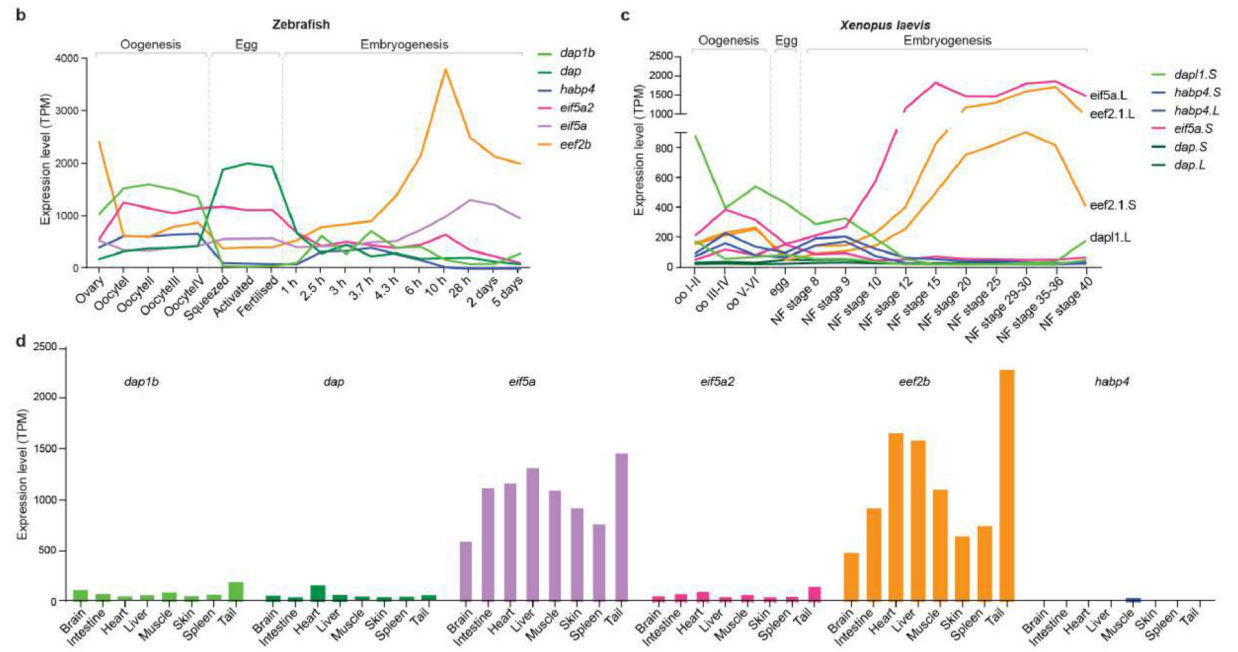 b
Zebrafish
Oogenesis Egg Embryogenesis
Expression level (TPM)
4000
3000
2000
1000
0
Ovary OocyteI OocyteII OocyteIII OocyteIV Squeezed Activated Fertilised 1 h 2.5 h 3 h 3.7 h 4.3 h 6 h 10 h 28 h 2 days 5 days
dap1b
dap
habp4
eif5a2
eif5a
eef2b
c
Xenopus laevis
Oogenesis Egg Embryogenesis
Expression level (TPM)
2500
2000
1500
1000
800
600
400
200
0
oo I-II oo III-IV oo V-VI egg NF stage 8 NF stage 9 NF stage 10 NF stage 12 NF stage 15 NF stage 20 NF stage 25 NF stage 29-30 NF stage 35-36 NF stage 40
eif5a.L
eef2.1.L
eef2.1.S
dapl1.L
dapl1.S
habp4.S
habp4.L
eif5a.S
dap.S
dap.L
d
Expression level (TPM)
2500
2000
1500
1000
500
0
dap1b dap eif5a eif5a2 eef2b habp4
Brain Intestine Heart Liver Muscle Skin Spleen Tail
Brain Intestine Heart Liver Muscle Skin Spleen Tail
Brain Intestine Heart Liver Muscle Skin Spleen Tail
Brain Intestine Heart Liver Muscle Skin Spleen Tail
Brain Intestine Heart Liver Muscle Skin Spleen Tail
Brain Intestine Heart Liver Muscle Skin Spleen Tail